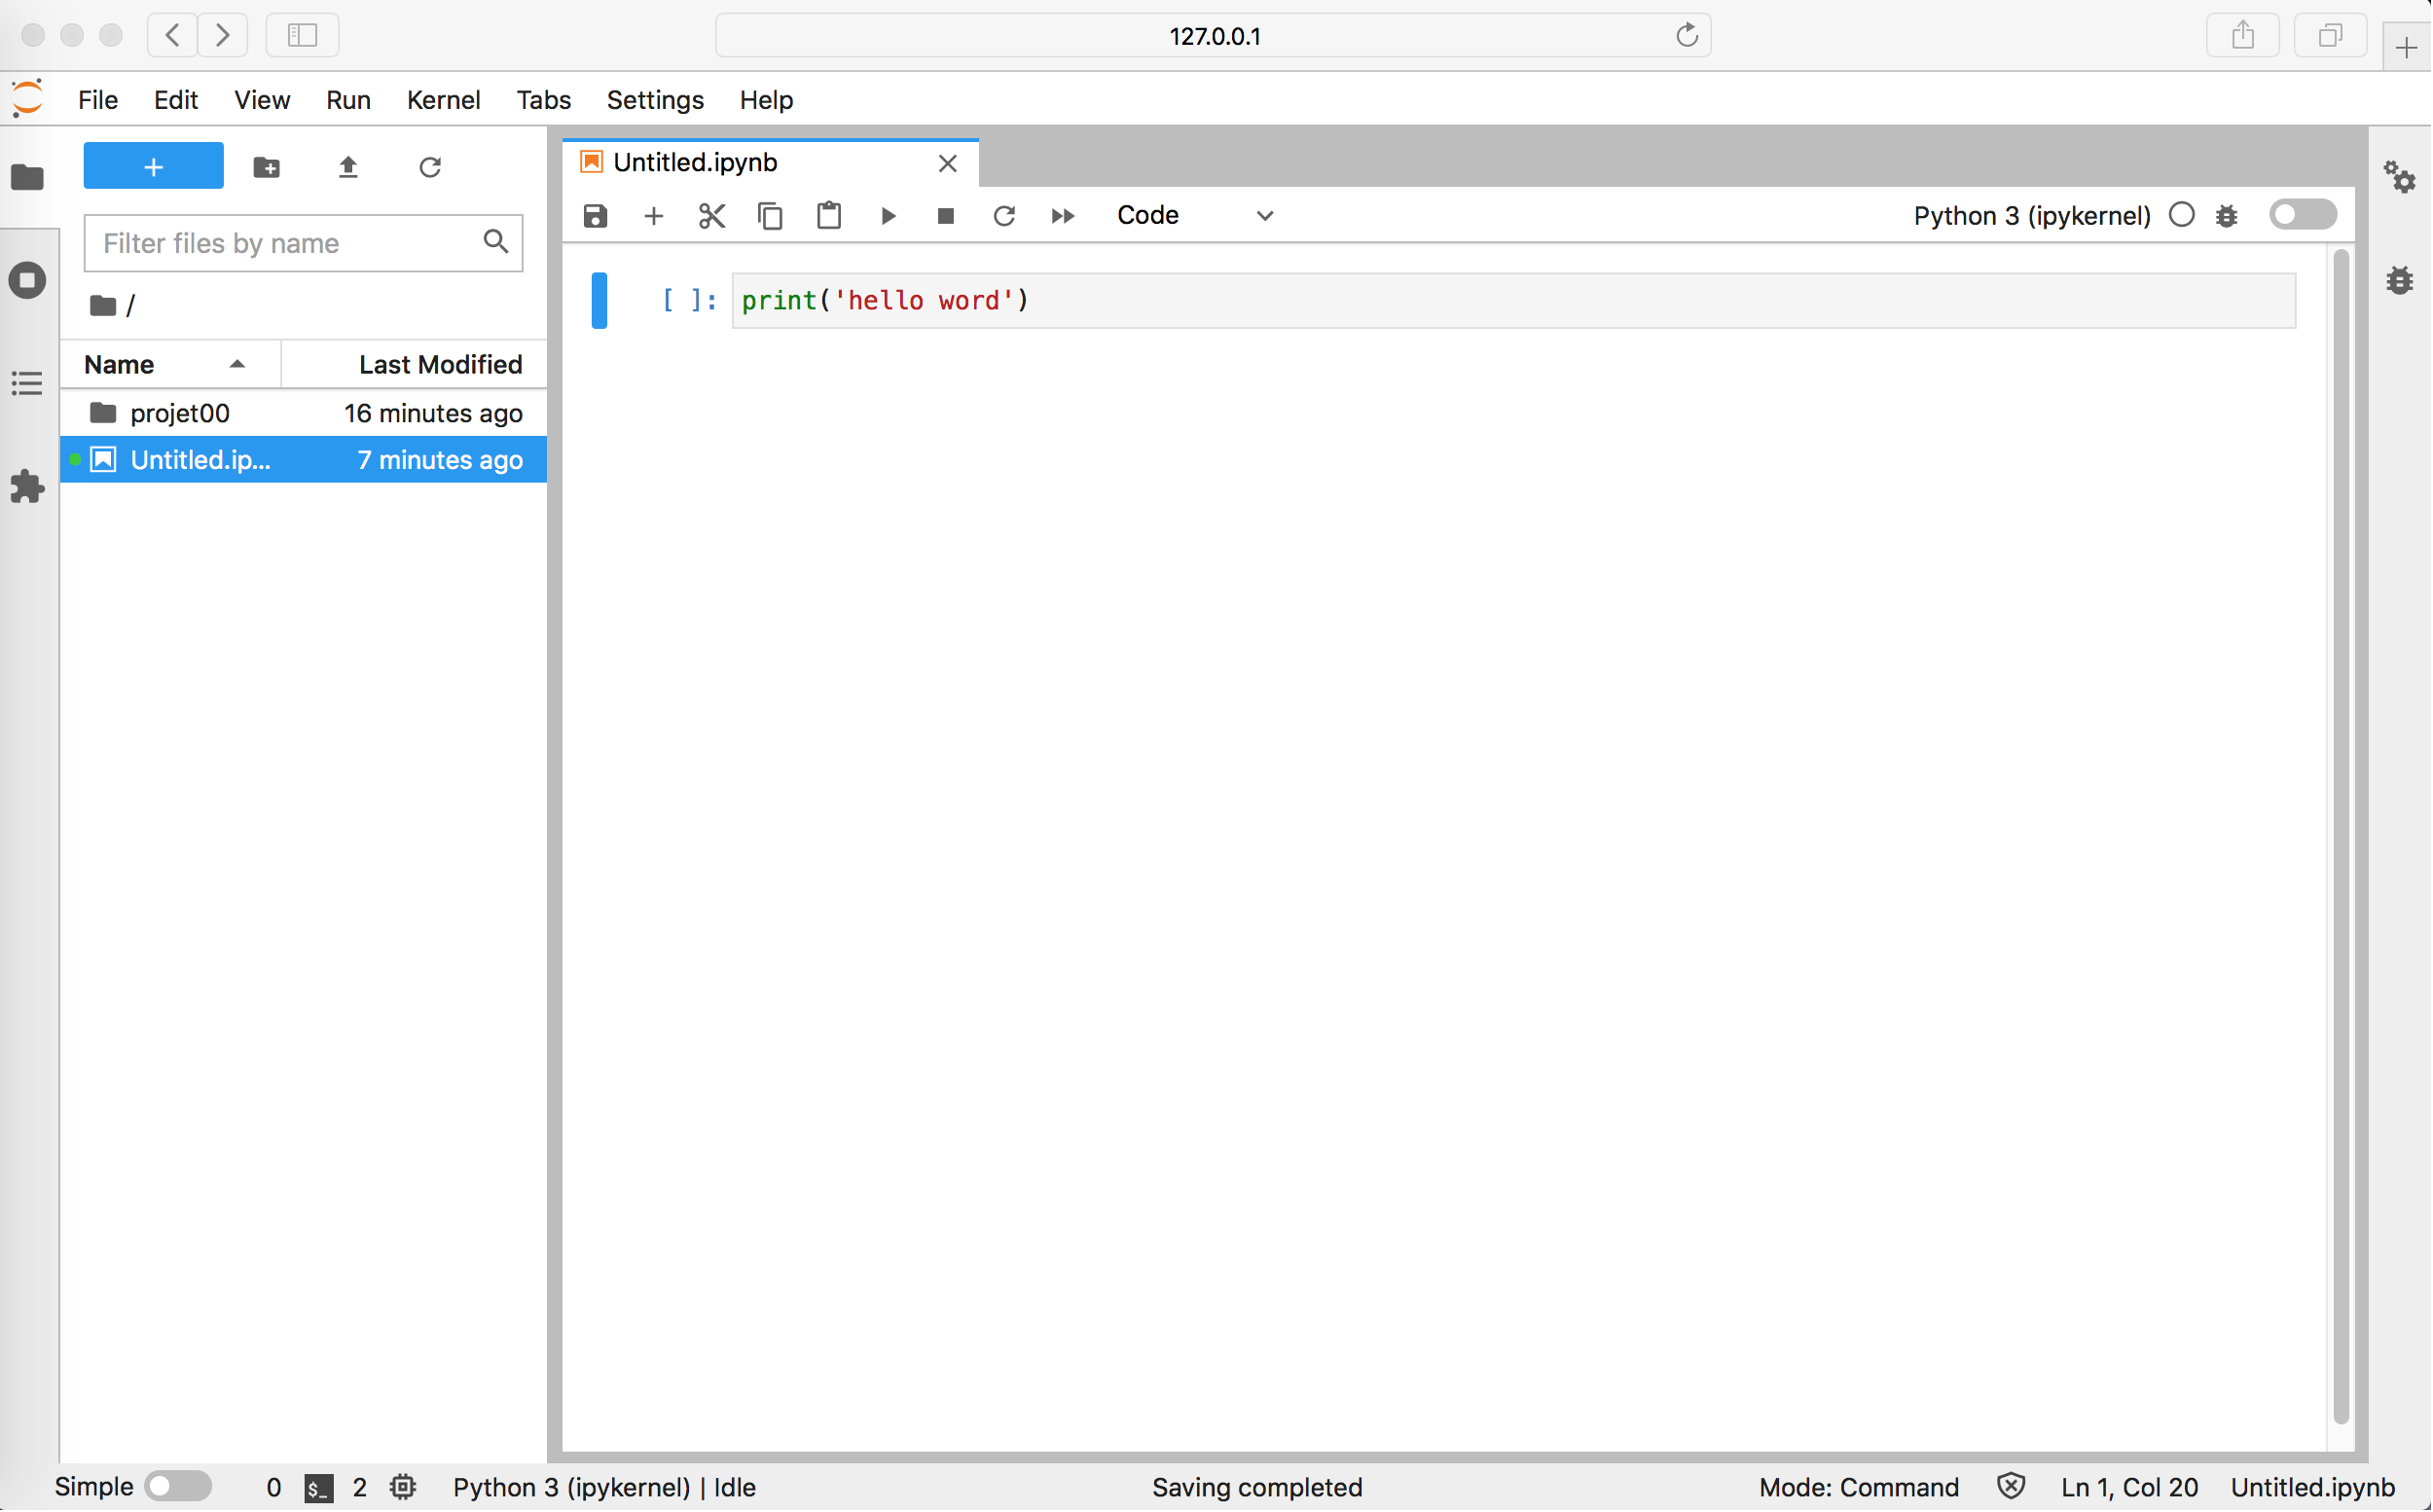 127.0.0.1
File Edit View Run Kernel Tabs Settings Help
+
Untitled.ipynb
Filter files by name
Code
Python 3 (ipykernel)
/
[ ]: print('hello word')
Name Last Modified
projet00 16 minutes ago
Untitled.ip... 7 minutes ago
Simple 0 $_ 2 Python 3 (ipykernel) | Idle Saving completed Mode: Command Ln 1, Col 20 Untitled.ipynb